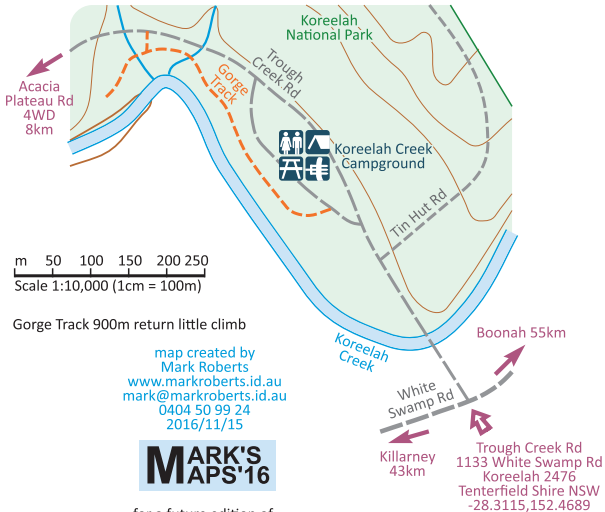 Koreelah
National Park
Trough
Creek Rd
Gorge
Track
Acacia
Plateau Rd
4WD
8km
Koreelah Creek
Campground
Tin Hut Rd
m 50 100 150 200 250
Scale 1:10,000 (1cm = 100m)
Gorge Track 900m return little climb
Koreelah
Creek
Boonah 55km
map created by
Mark Roberts
www.markroberts.id.au
mark@markroberts.id.au
0404 50 99 24
2016/11/15
White
Swamp Rd
MARK'S
MAPS'16
Killarney
43km
Trough Creek Rd
1133 White Swamp Rd
Koreelah 2476
Tenterfield Shire NSW
-28.3115,152.4689
for a future edition of